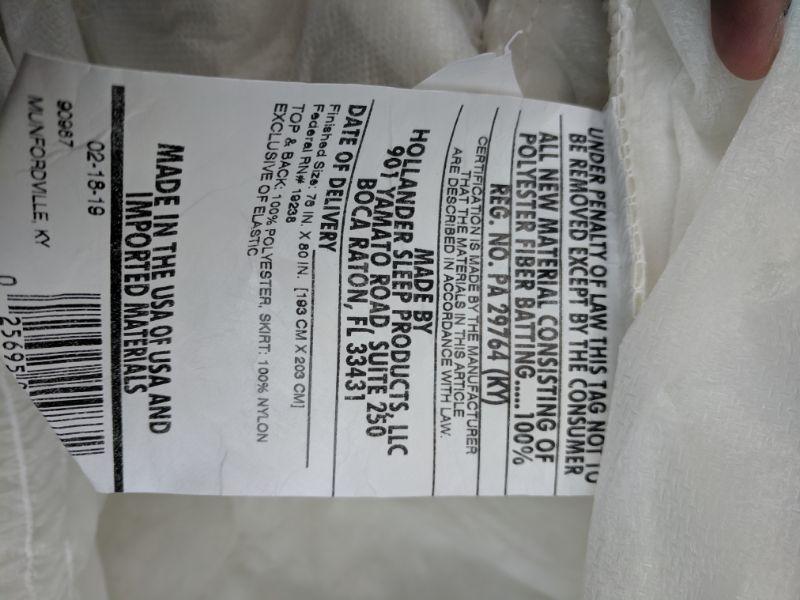 UNDER PENALTY OF LAW THIS TAG NOT TO
BE REMOVED EXCEPT BY THE CONSUMER
ALL NEW MATERIAL CONSISTING OF
POLYESTER FIBER BATTING..... 100%
REG. NO. PA 29764 (KY)
CERTIFICATION IS MADE BY THE MANUFACTURER
THAT THE MATERIALS IN THIS ARTICLE
ARE DESCRIBED IN ACCORDANCE WITH LAW.
MADE BY
HOLLANDER SLEEP PRODUCTS, LLC
901 YAMATO ROAD, SUITE 250
BOCA RATON, FL 33431
DATE OF DELIVERY
Finished Size: 76 IN. X 80 IN. [193 CM X 203 CM]
Federal RN# 19238
TOP & BACK: 100% POLYESTER, SKIRT: 100% NYLON
EXCLUSIVE OF ELASTIC
MADE IN THE USA OF USA AND
IMPORTED MATERIALS
02-18-19
90967
MUNFORDVILLE, KY
0 25695